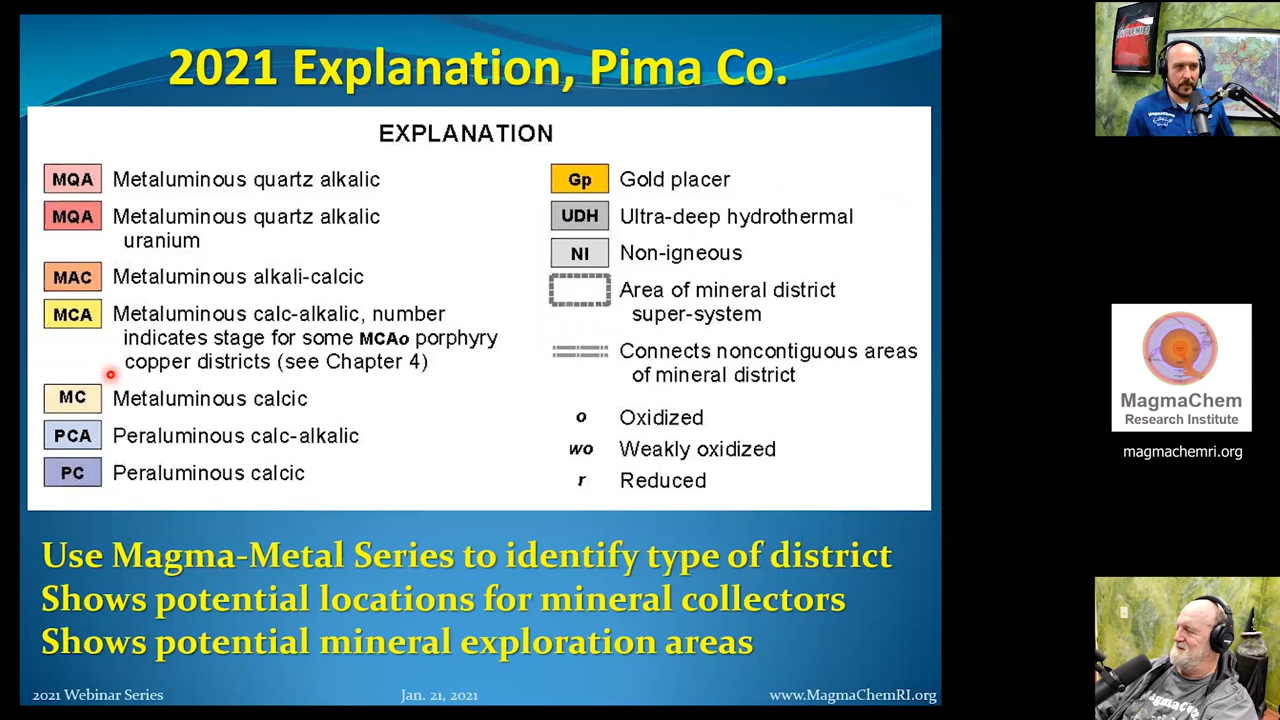 2021 Explanation, Pima Co.
EXPLANATION
MQA Metaluminous quartz alkalic
MQA Metaluminous quartz alkalic
uranium
MAC Metaluminous alkali-calcic
MCA Metaluminous calc-alkalic, number
indicates stage for some MCAo porphyry
copper districts (see Chapter 4)
MC Metaluminous calcic
PCA Peraluminous calc-alkalic
PC Peraluminous calcic
Gp Gold placer
UDH Ultra-deep hydrothermal
NI Non-igneous
Area of mineral district
super-system
Connects noncontiguous areas
of mineral district
o Oxidized
wo Weakly oxidized
r Reduced
Use Magma-Metal Series to identify type of district
Shows potential locations for mineral collectors
Shows potential mineral exploration areas
2021 Webinar Series
Jan. 21, 2021
www.MagmaChemRI.org
MagmaChem
Research Institute
magmachemri.org